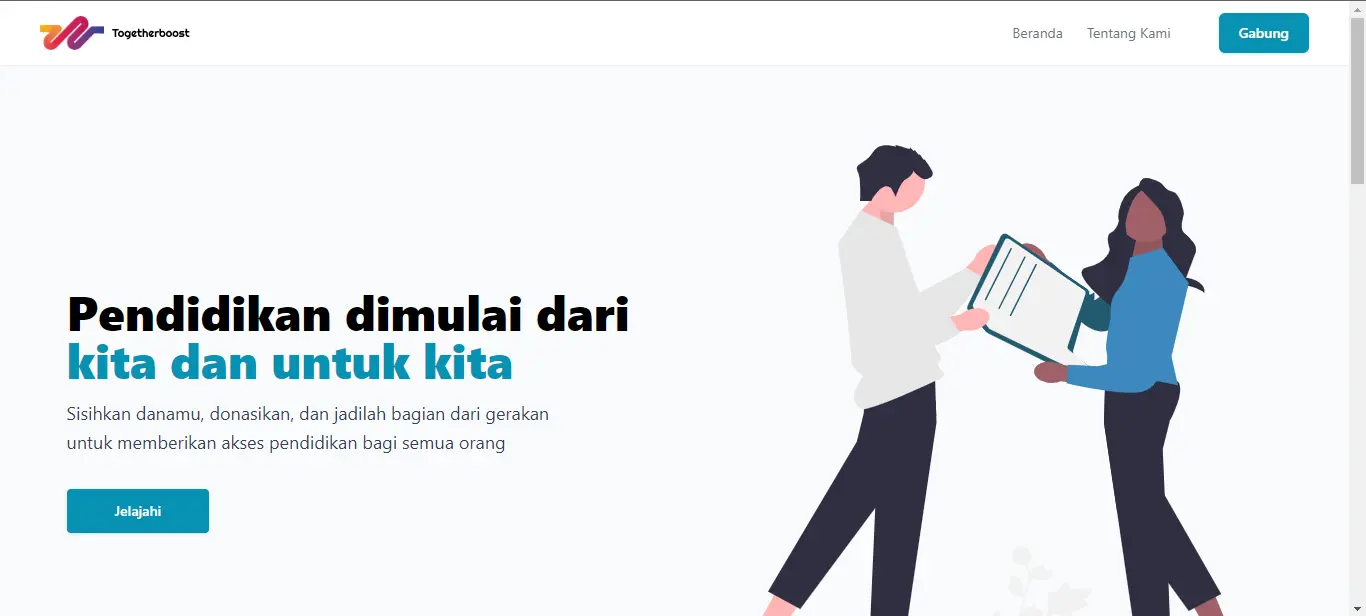 Togetherboost
Beranda
Tentang Kami
Gabung
Pendidikan dimulai dari
kita dan untuk kita
Sisihkan danamu, donasikan, dan jadilah bagian dari gerakan
untuk memberikan akses pendidikan bagi semua orang
Jelajahi